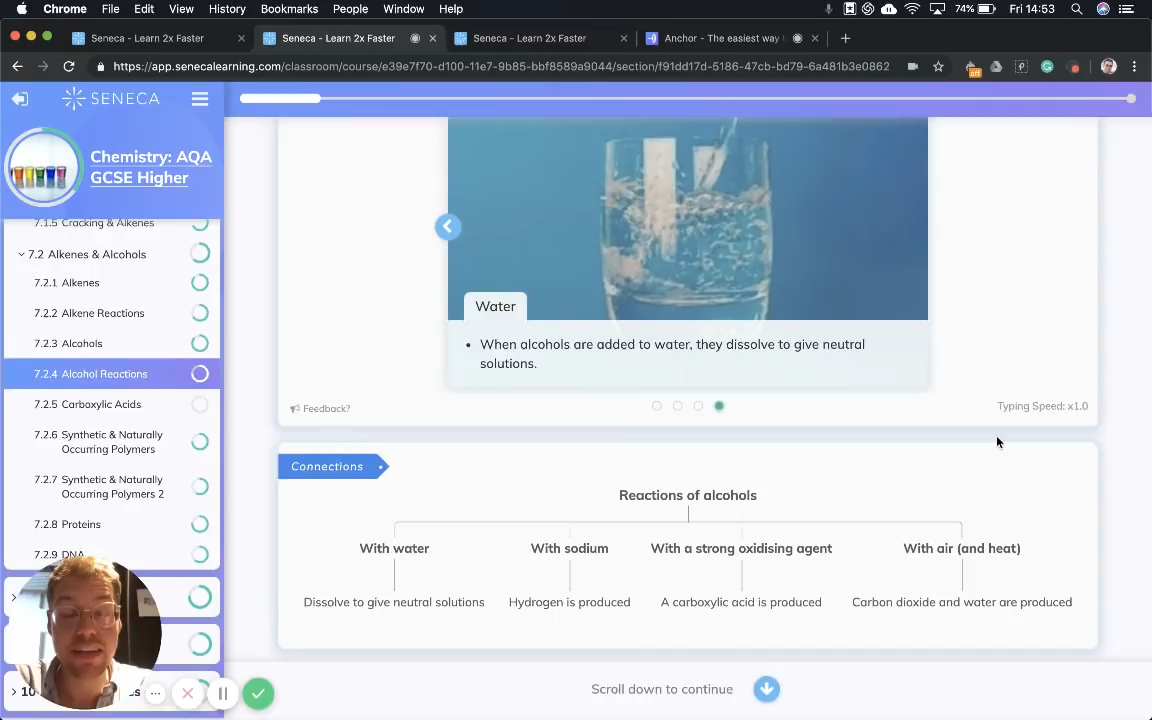 Chrome File Edit View History Bookmarks People Window Help 74% Fri 14:53
Seneca - Learn 2x Faster
Seneca - Learn 2x Faster
Seneca - Learn 2x Faster
Anchor - The easiest way
https://app.senecalearning.com/classroom/course/e39e7f70-d100-11e7-9b85-bbf8589a9044/section/f91dd17d-5186-47cb-bd79-6a481b3e0862
off
SENECA
Chemistry: AQA
GCSE Higher
7.1.5 Cracking & Alkenes
7.2 Alkenes & Alcohols
7.2.1 Alkenes
7.2.2 Alkene Reactions
7.2.3 Alcohols
7.2.4 Alcohol Reactions
7.2.5 Carboxylic Acids
7.2.6 Synthetic & Naturally
Occurring Polymers
7.2.7 Synthetic & Naturally
Occurring Polymers 2
7.2.8 Proteins
7.2.9 DNA
10
Water
• When alcohols are added to water, they dissolve to give neutral
solutions.
Feedback?
Typing Speed: x1.0
Connections
Reactions of alcohols
With water
With sodium
With a strong oxidising agent
With air (and heat)
Dissolve to give neutral solutions
Hydrogen is produced
A carboxylic acid is produced
Carbon dioxide and water are produced
Scroll down to continue